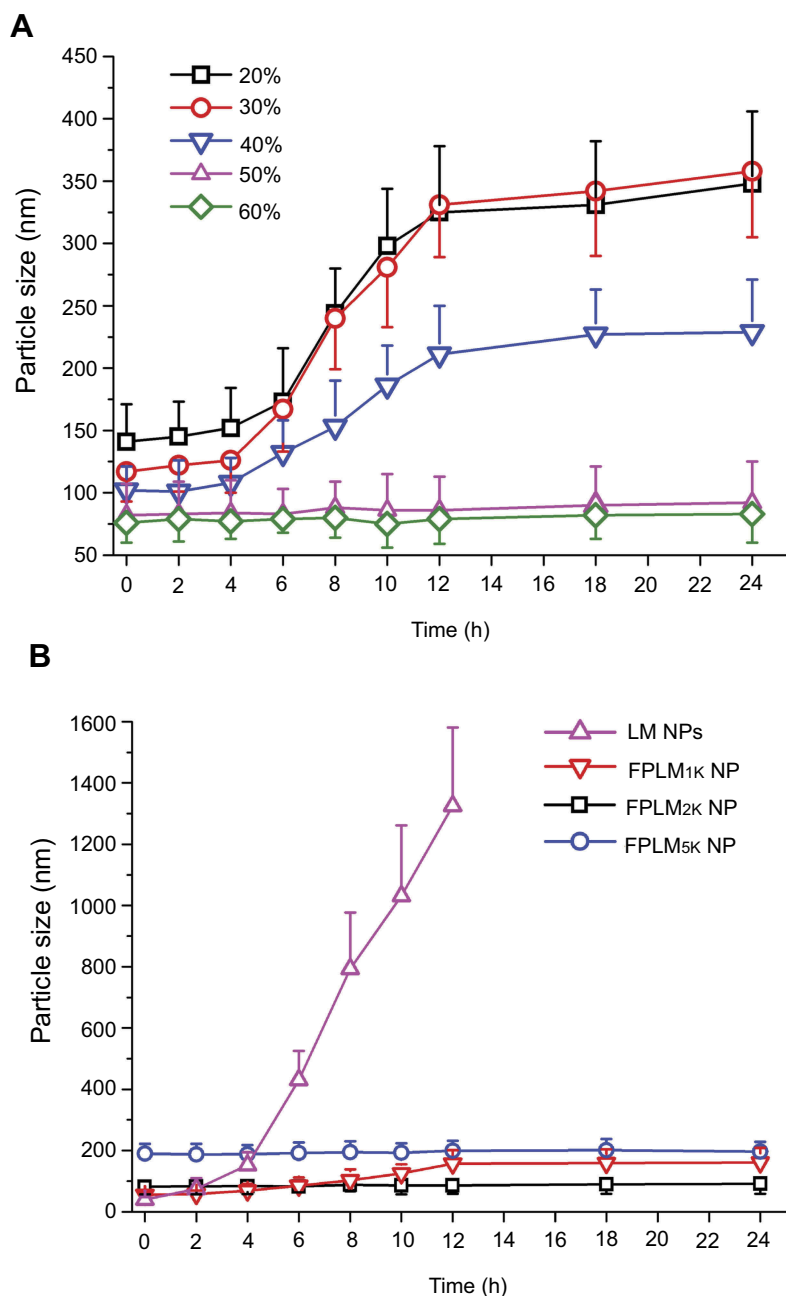 A
450
400
350
300
250
200
150
100
50
Particle size (nm)
20%
30%
40%
50%
60%
0 2 4 6 8 10 12 14 16 18 20 22 24
Time (h)
B
1600
1400
1200
1000
800
600
400
200
0
Particle size (nm)
LM NPs
FPLM1K NP
FPLM2K NP
FPLM5K NP
0 2 4 6 8 10 12 14 16 18 20 22 24
Time (h)